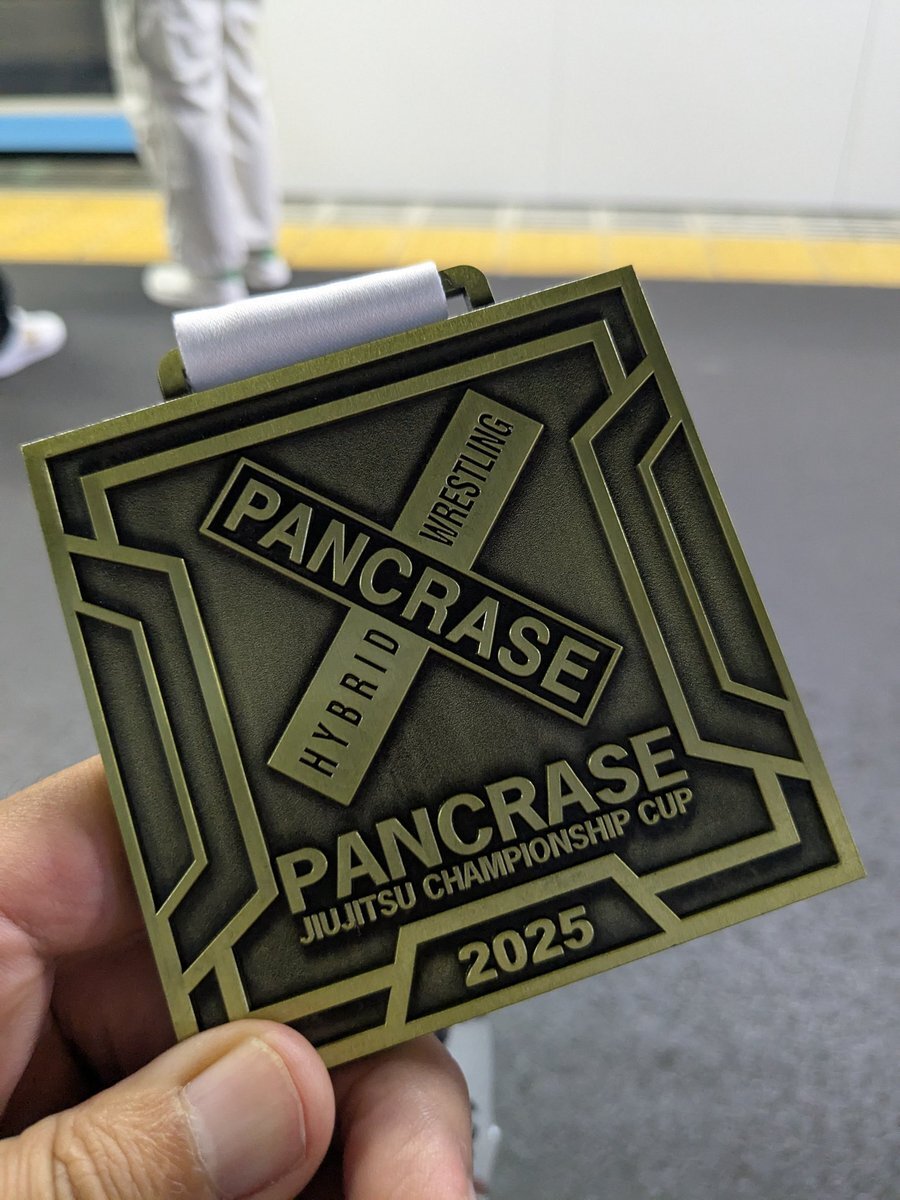 WRESTLING
PANCRASE
HYBRID
PANCRASE
JIUJITSU CHAMPIONSHIP CUP
2025